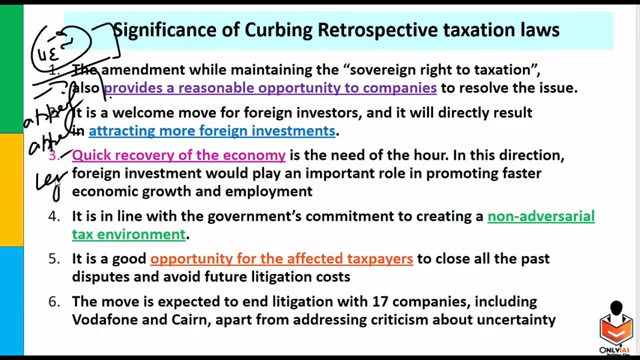 Significance of Curbing Retrospective taxation laws
1. The amendment while maintaining the “sovereign right to taxation”,
also provides a reasonable opportunity to companies to resolve the issue.
It is a welcome move for foreign investors, and it will directly result
in attracting more foreign investments.
3. Quick recovery of the economy is the need of the hour. In this direction,
foreign investment would play an important role in promoting faster
economic growth and employment
4. It is in line with the government’s commitment to creating a non-adversarial
tax environment.
5. It is a good opportunity for the affected taxpayers to close all the past
disputes and avoid future litigation costs
6. The move is expected to end litigation with 17 companies, including
Vodafone and Cairn, apart from addressing criticism about uncertainty
ONLYIAS